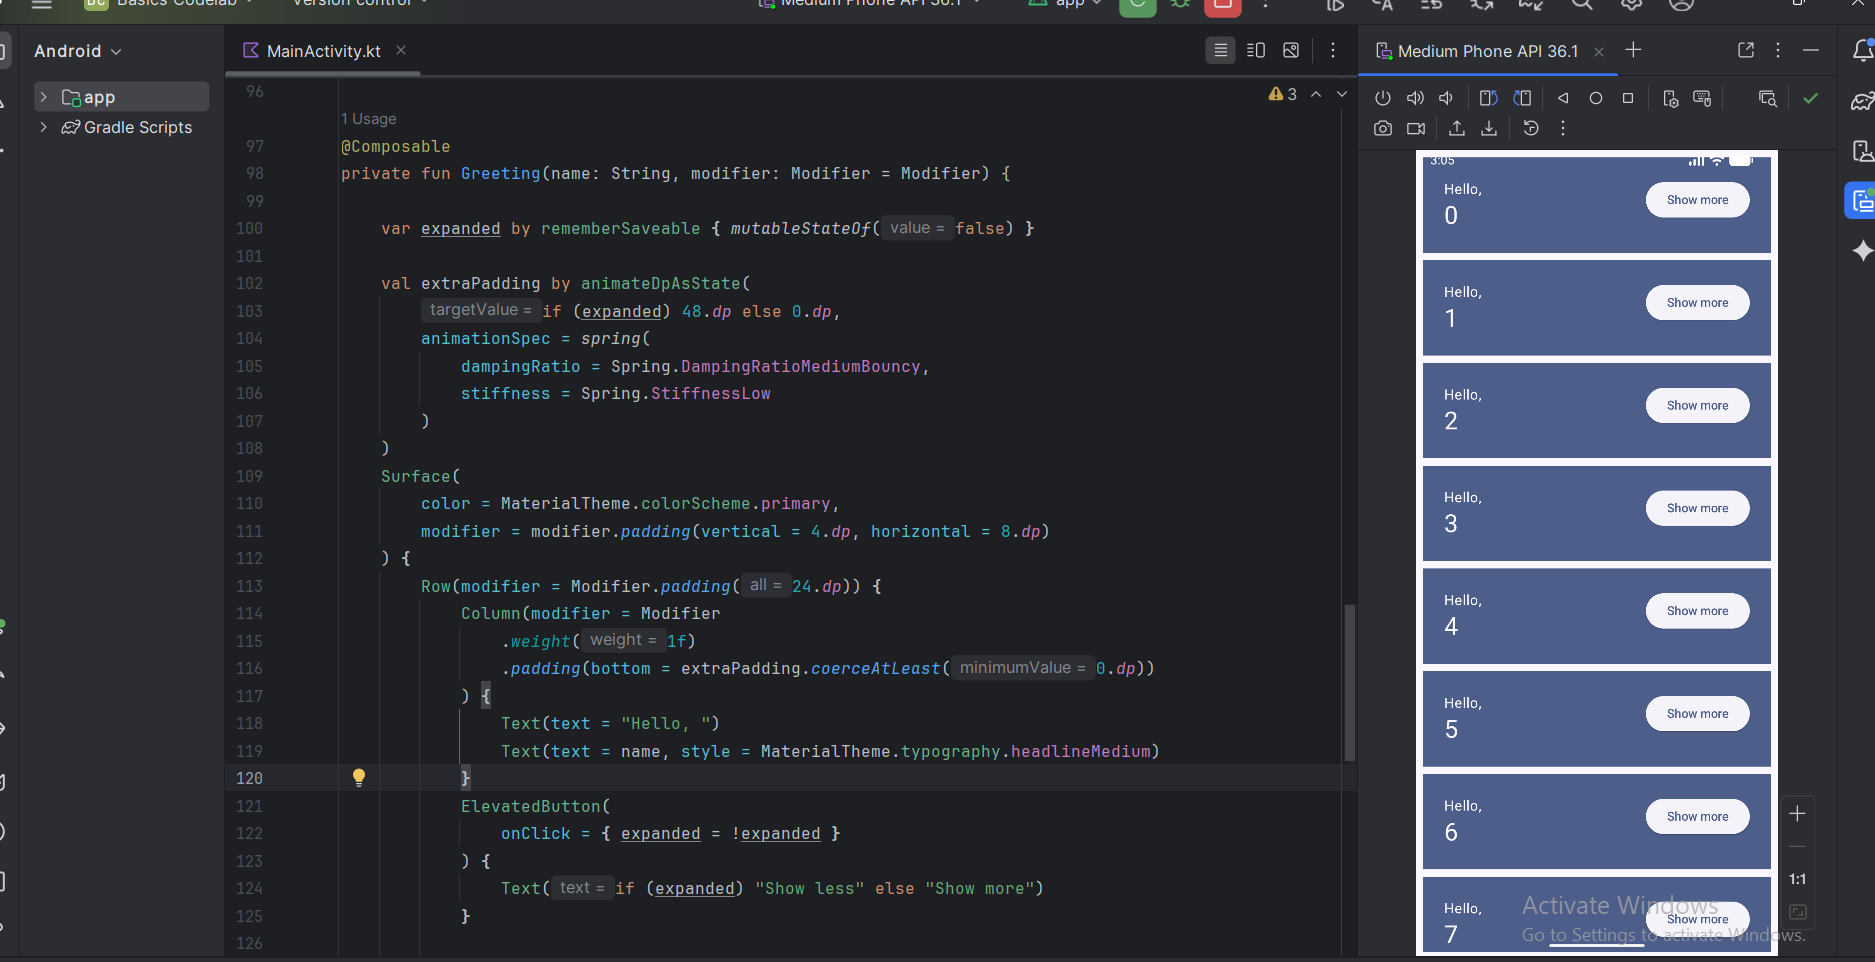 BC Basics Codelab Version control Medium Phone API 36.1 app
Android
MainActivity.kt
Medium Phone API 36.1
app
Gradle Scripts
3
96
1 Usage
97 @Composable
98 private fun Greeting(name: String, modifier: Modifier = Modifier) {
99
100 var expanded by rememberSaveable { mutableStateOf( value = false) }
101
102 val extraPadding by animateDpAsState(
103 targetValue = if (expanded) 48.dp else 0.dp,
104 animationSpec = spring(
105 dampingRatio = Spring.DampingRatioMediumBouncy,
106 stiffness = Spring.StiffnessLow
107 )
108 )
109 Surface(
110 color = MaterialTheme.colorScheme.primary,
111 modifier = modifier.padding(vertical = 4.dp, horizontal = 8.dp)
112 ) {
113 Row(modifier = Modifier.padding( all = 24.dp)) {
114 Column(modifier = Modifier
115 .weight( weight = 1f)
116 .padding(bottom = extraPadding.coerceAtLeast( minimumValue = 0.dp))
117 ) {
118 Text(text = "Hello, ")
119 Text(text = name, style = MaterialTheme.typography.headlineMedium)
120 }
121 ElevatedButton(
122 onClick = { expanded = !expanded }
123 ) {
124 Text( text = if (expanded) "Show less" else "Show more")
125 }
126
3:05
Hello,
0
Show more
Hello,
1
Show more
Hello,
2
Show more
Hello,
3
Show more
Hello,
4
Show more
Hello,
5
Show more
Hello,
6
Show more
Hello,
7
Show more
1:1
Activate Windows
Go to Settings to activate Windows.